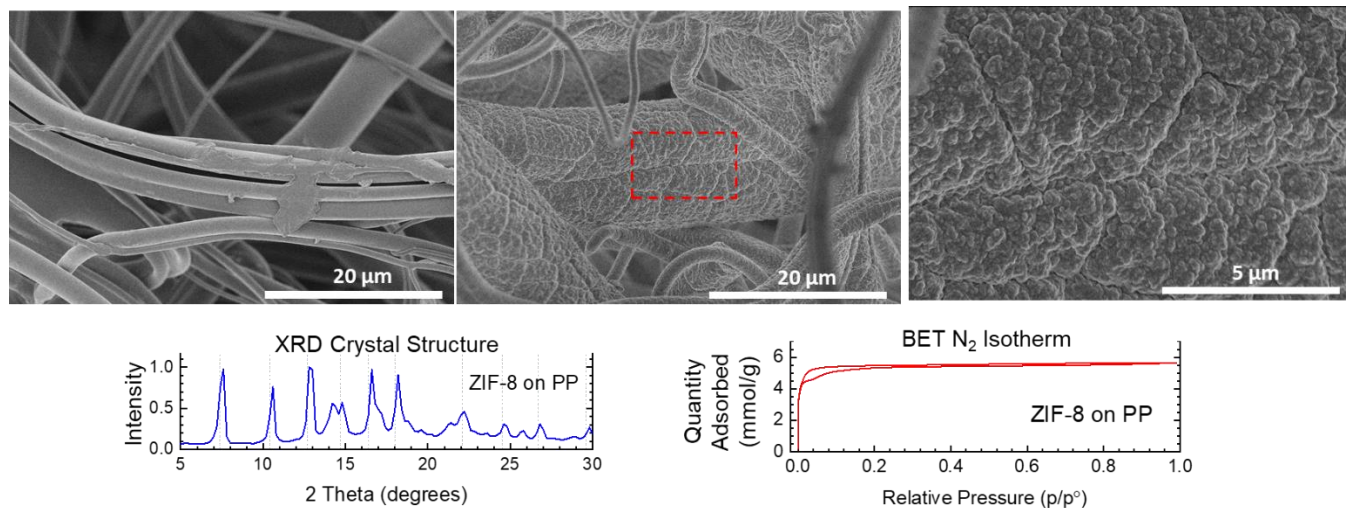 20 µm
20 µm
5 µm
XRD Crystal Structure
Intensity
1.0
0.5
0.0
ZIF-8 on PP
5
10
15
20
25
30
2 Theta (degrees)
BET N₂ Isotherm
Quantity
Adsorbed
(mmol/g)
6
4
2
0
ZIF-8 on PP
0.0
0.2
0.4
0.6
0.8
1.0
Relative Pressure (p/p°)